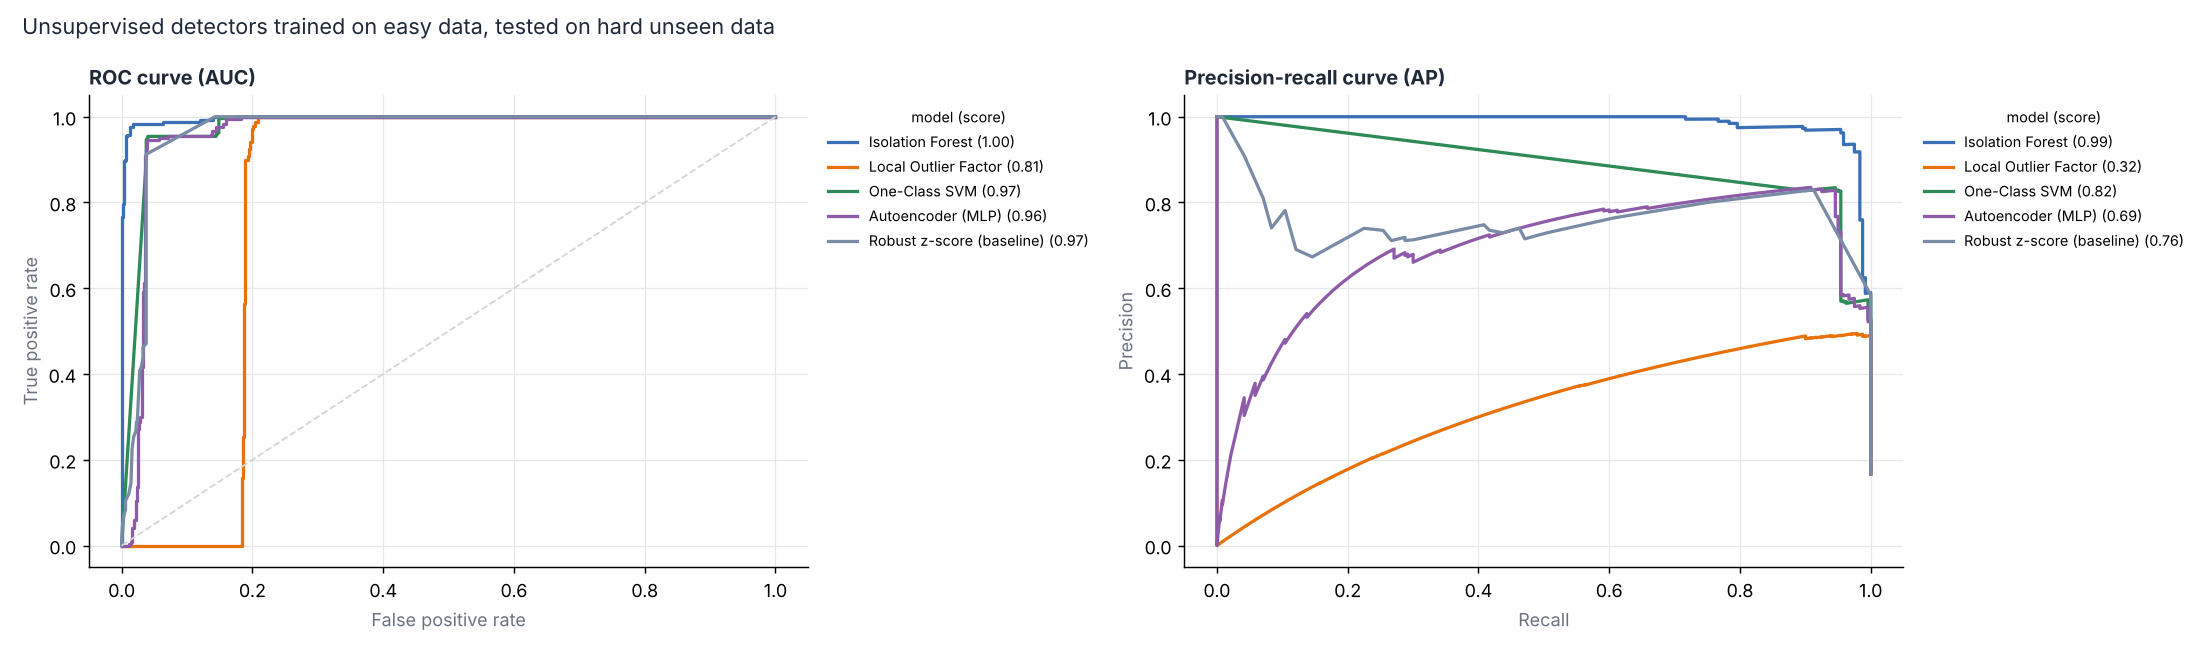 Unsupervised detectors trained on easy data, tested on hard unseen data
ROC curve (AUC)
True positive rate
1.0
0.8
0.6
0.4
0.2
0.0
0.0 0.2 0.4 0.6 0.8 1.0
False positive rate
model (score)
Isolation Forest (1.00)
Local Outlier Factor (0.81)
One-Class SVM (0.97)
Autoencoder (MLP) (0.96)
Robust z-score (baseline) (0.97)
Precision-recall curve (AP)
Precision
1.0
0.8
0.6
0.4
0.2
0.0
0.0 0.2 0.4 0.6 0.8 1.0
Recall
model (score)
Isolation Forest (0.99)
Local Outlier Factor (0.32)
One-Class SVM (0.82)
Autoencoder (MLP) (0.69)
Robust z-score (baseline) (0.76)